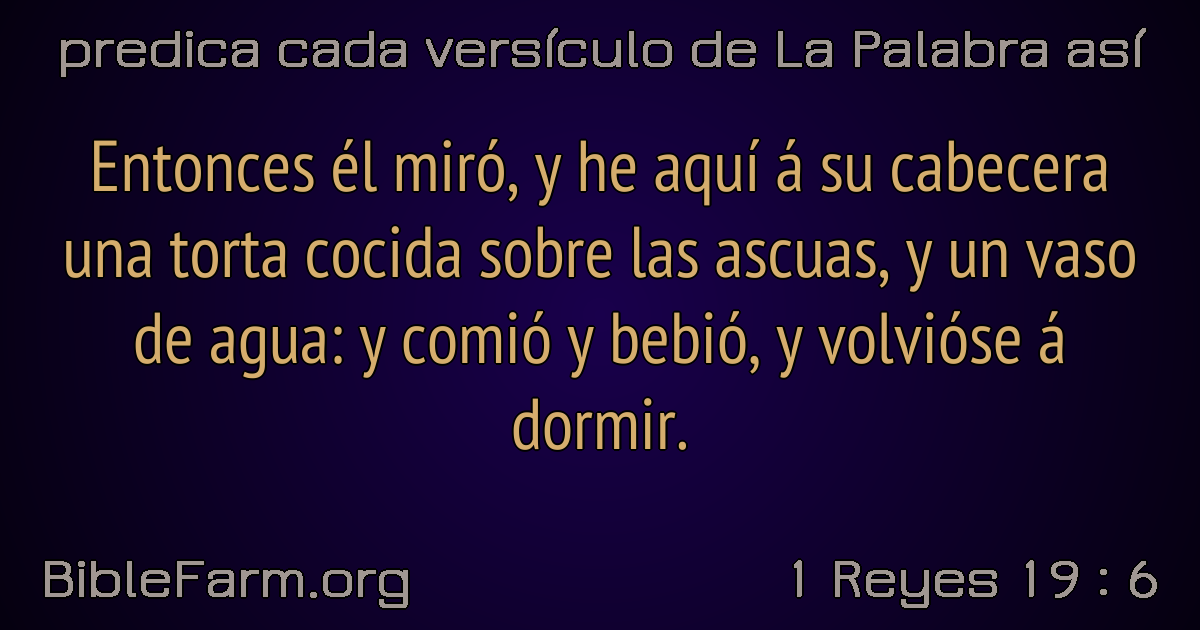 predica cada versículo de La Palabra así
Entonces él miró, y he aquí á su cabecera
una torta cocida sobre las ascuas, y un vaso
de agua: y comió y bebió, y volvióse á
dormir.
BibleFarm.org
1 Reyes 19 : 6